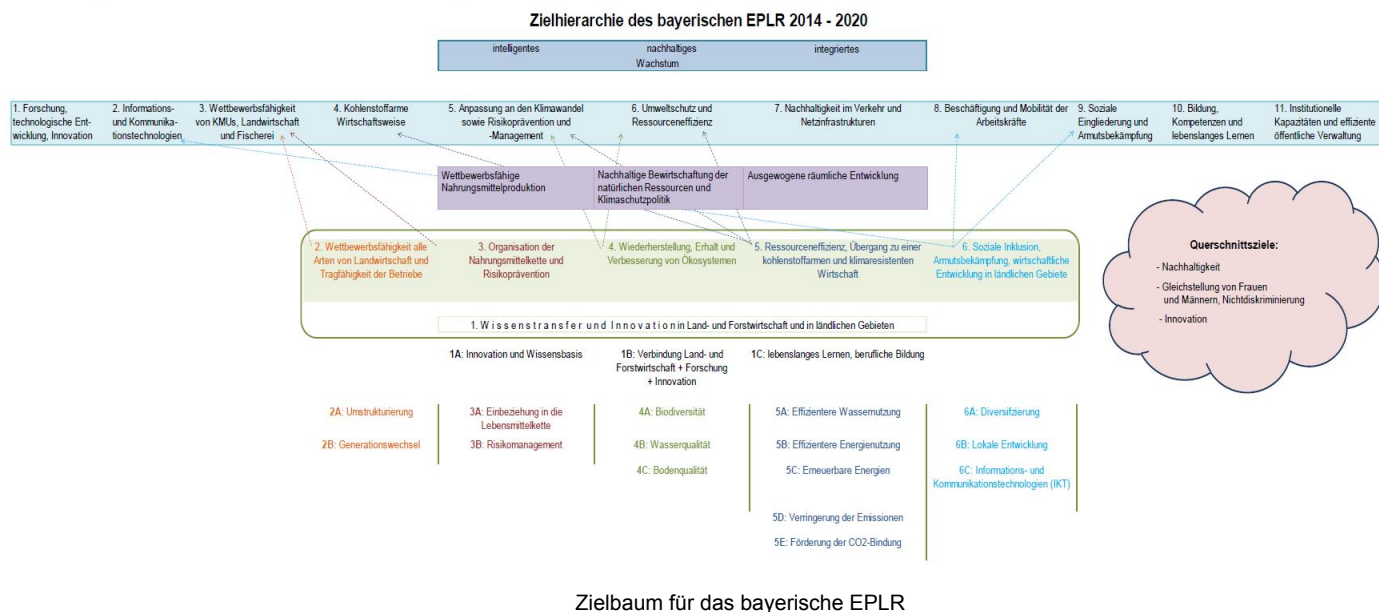 Zielhierarchie des bayerischen EPLR 2014 - 2020
intelligentes
nachhaltiges
integriertes
Wachstum
1. Forschung,
technologische Ent-
wicklung, Innovation
2. Informations-
und Kommunika-
tionstechnologien
3. Wettbewerbsfähigkeit
von KMUs, Landwirtschaft
und Fischerei
4. Kohlenstoffarme
Wirtschaftsweise
5. Anpassung an den Klimawandel
sowie Risikoprävention und
-Management
6. Umweltschutz und
Ressourceneffizienz
7. Nachhaltigkeit im Verkehr und
Netzinfrastrukturen
8. Beschäftigung und Mobilität der
Arbeitskräfte
9. Soziale
Eingliederung und
Armutsbekämpfung
10. Bildung,
Kompetenzen und
lebenslanges Lernen
11. Institutionelle
Kapazitäten und effiziente
öffentliche Verwaltung
Wettbewerbsfähige
Nahrungsmittelproduktion
Nachhaltige Bewirtschaftung der
natürlichen Ressourcen und
Klimaschutzpolitik
Ausgewogene räumliche Entwicklung
2. Wettbewerbsfähigkeit alle
Arten von Landwirtschaft und
Tragfähigkeit der Betriebe
3. Organisation der
Nahrungsmittelkette und
Risikoprävention
4. Wiederherstellung, Erhalt und
Verbesserung von Ökosystemen
5. Ressourceneffizienz, Übergang zu einer
kohlenstoffarmen und klimaresistenten
Wirtschaft
6. Soziale Inklusion,
Armutsbekämpfung, wirtschaftliche
Entwicklung in ländlichen Gebiete
1. Wissenstransfer und Innovation in Land- und Forstwirtschaft und in ländlichen Gebieten
1A: Innovation und Wissensbasis
1B: Verbindung Land- und
Forstwirtschaft + Forschung
+ Innovation
1C: lebenslanges Lernen, berufliche Bildung
2A: Umstrukturierung
2B: Generationswechsel
3A: Einbeziehung in die
Lebensmittelkette
3B: Risikomanagement
4A: Biodiversität
4B: Wasserqualität
4C: Bodenqualität
5A: Effizientere Wassernutzung
5B: Effizientere Energienutzung
5C: Erneuerbare Energien
5D: Verringerung der Emissionen
5E: Förderung der CO2-Bindung
6A: Diversifzierung
6B: Lokale Entwicklung
6C: Informations- und
Kommunikationstechnologien (IKT)
Querschnittsziele:
- Nachhaltigkeit
- Gleichstellung von Frauen
und Männern, Nichtdiskriminierung
- Innovation
Zielbaum für das bayerische EPLR